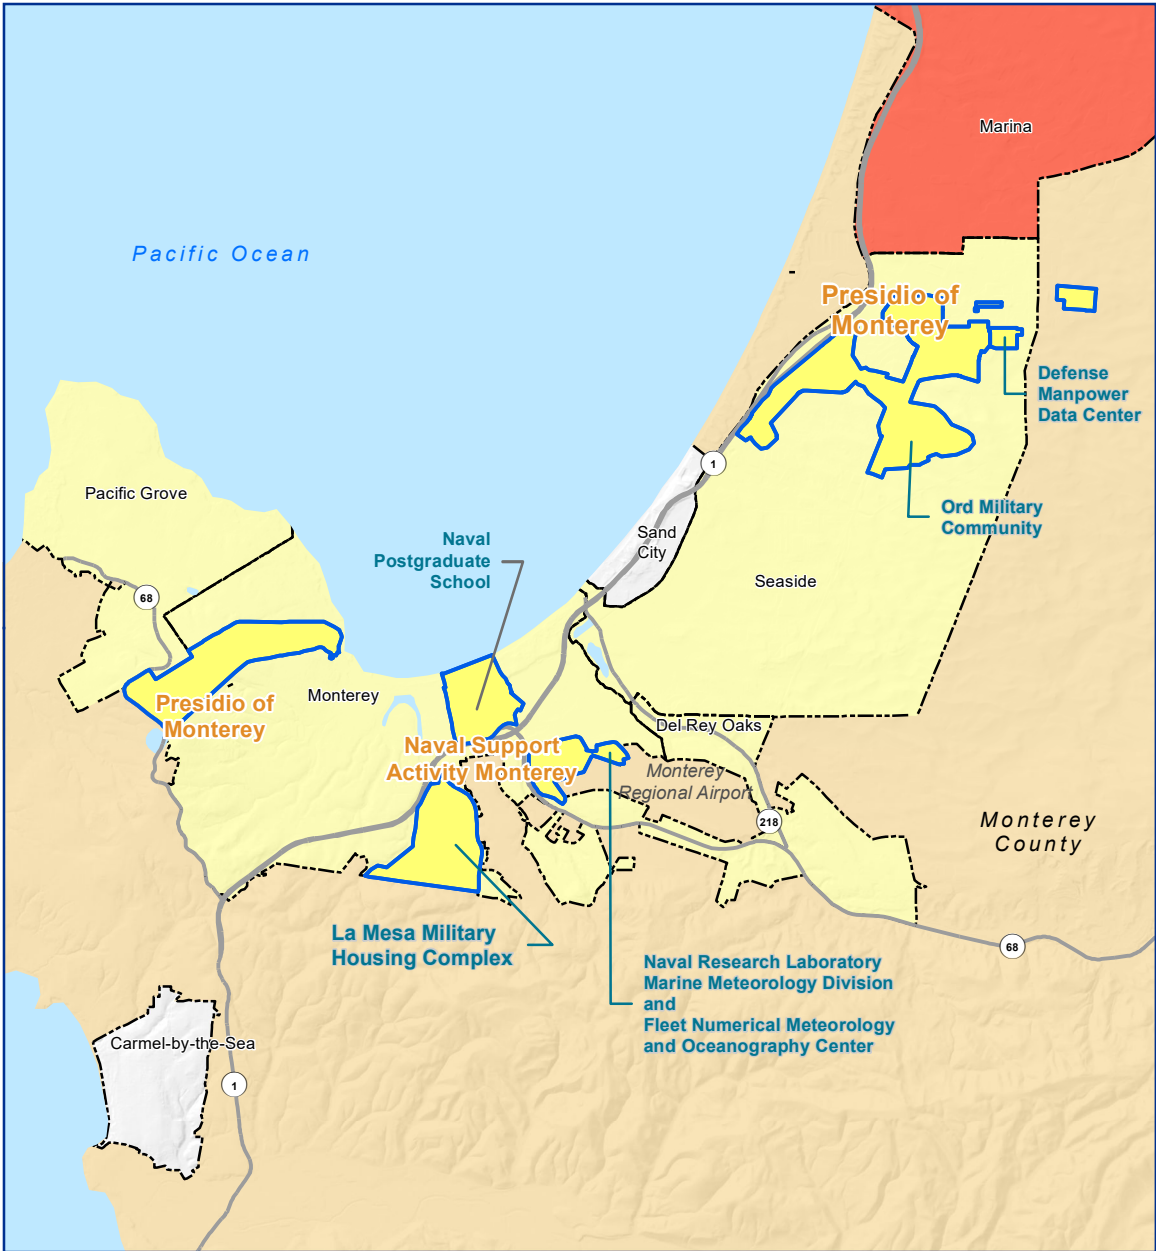 Marina
Pacific Ocean
Presidio of
Monterey
Defense
Manpower
Data Center
1
Pacific Grove
Ord Military
Community
Sand
City
Naval
Postgraduate
School
Seaside
68
Monterey
Presidio of
Monterey
Del Rey Oaks
Naval Support
Activity Monterey
Monterey
Regional Airport
218
Monterey
County
La Mesa Military
Housing Complex
68
Naval Research Laboratory
Marine Meteorology Division
and
Fleet Numerical Meteorology
and Oceanography Center
Carmel-by-the-Sea
1